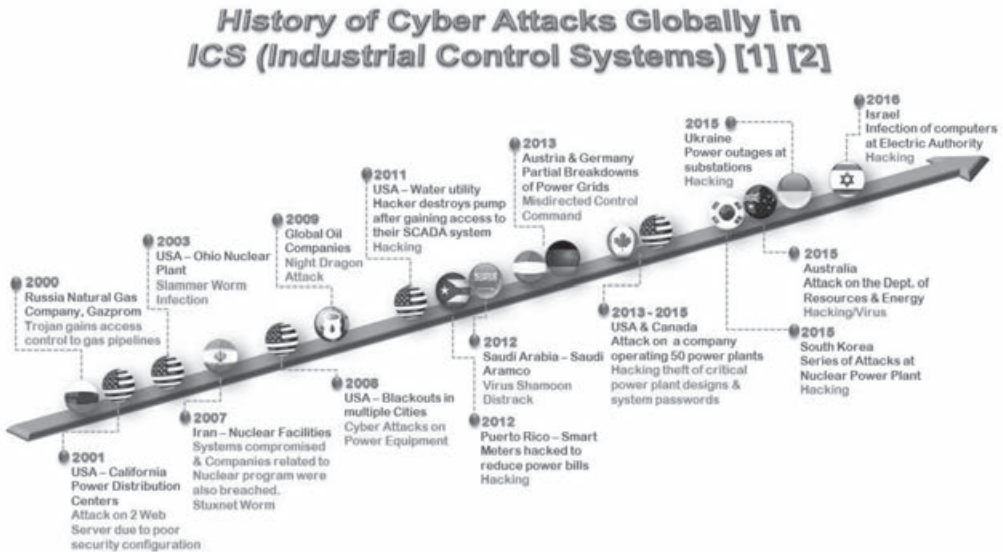 History of Cyber Attacks Globally in
ICS (Industrial Control Systems) [1] [2]
2000
Russia Natural Gas
Company, Gazprom
Trojan gains access
control to gas pipelines
2001
USA – California
Power Distribution
Centers
Attack on 2 Web
Server due to poor
security configuration
2003
USA – Ohio Nuclear
Plant
Slammer Worm
Infection
2007
Iran – Nuclear Facilities
Systems compromised
& Companies related to
Nuclear program were
also breached.
Stuxnet Worm
2008
USA – Blackouts in
multiple Cities
Cyber Attacks on
Power Equipment
2009
Global Oil
Companies
Night Dragon
Attack
2011
USA – Water utility
Hacker destroys pump
after gaining access to
their SCADA system
Hacking
2012
Puerto Rico – Smart
Meters hacked to
reduce power bills
Hacking
2012
Saudi Arabia – Saudi
Aramco
Virus Shamoon
Distrack
2013
Austria & Germany
Partial Breakdowns
of Power Grids
Misdirected Control
Command
2013 - 2015
USA & Canada
Attack on a company
operating 50 power plants
Hacking theft of critical
power plant designs &
system passwords
2015
South Korea
Series of Attacks at
Nuclear Power Plant
Hacking
2015
Australia
Attack on the Dept. of
Resources & Energy
Hacking/Virus
2015
Ukraine
Power outages at
substations
Hacking
2016
Israel
Infection of computers
at Electric Authority
Hacking